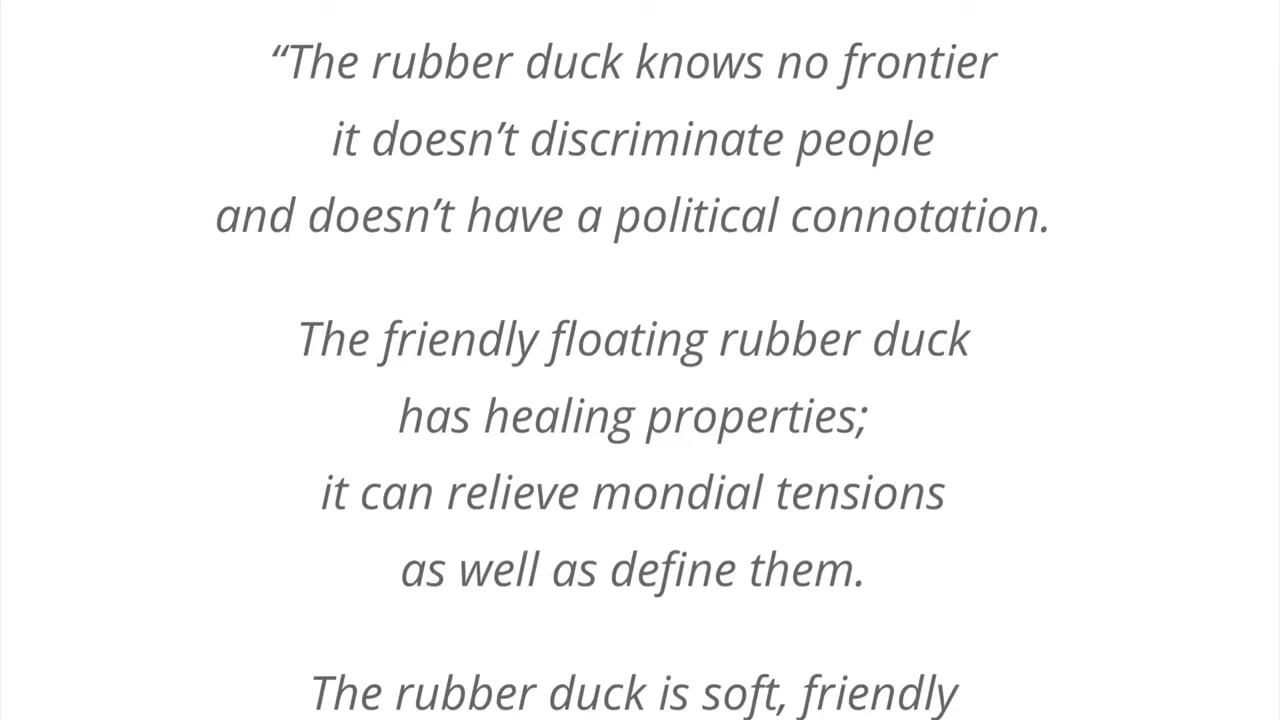 “The rubber duck knows no frontier
it doesn’t discriminate people
and doesn’t have a political connotation.
The friendly floating rubber duck
has healing properties;
it can relieve mondial tensions
as well as define them.
The rubber duck is soft, friendly